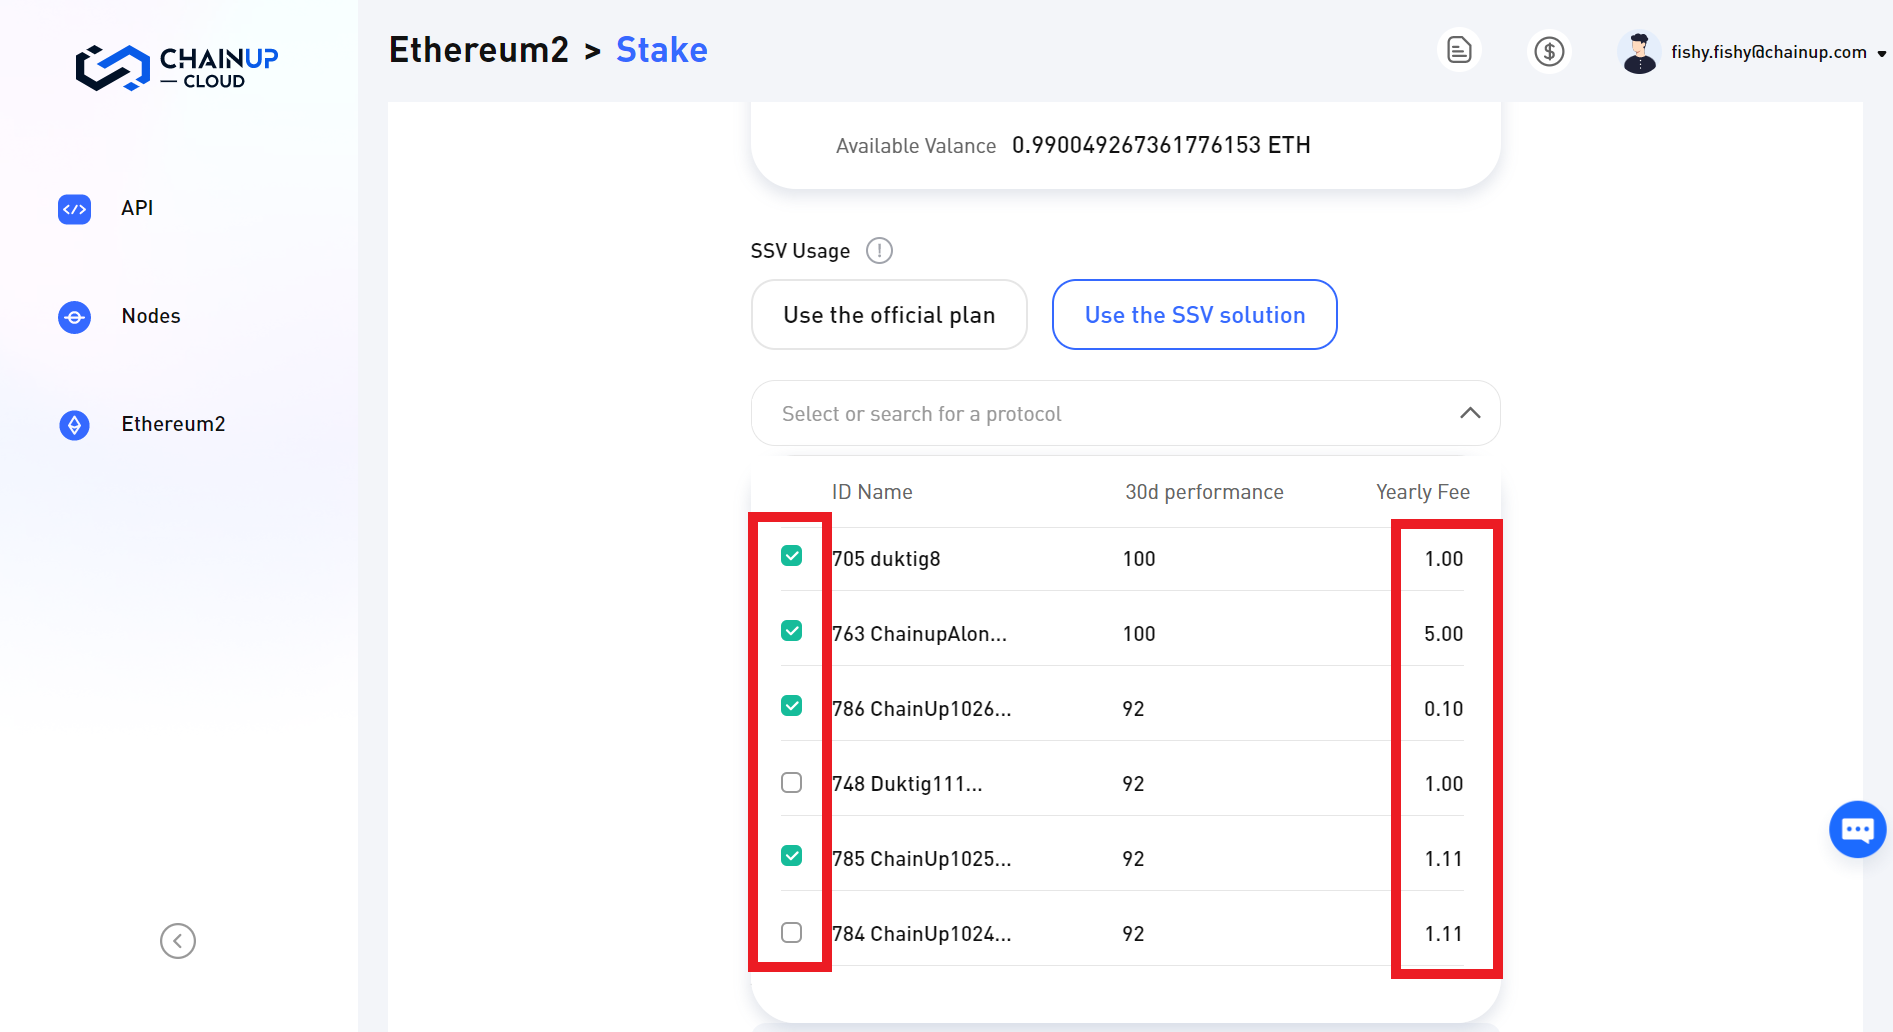 CHAINUP
CLOUD
API
Nodes
Ethereum2
Ethereum2 > Stake
fishy.fishy@chainup.com
Available Valance 0.990049267361776153 ETH
SSV Usage
Use the official plan Use the SSV solution
Select or search for a protocol
ID Name 30d performance Yearly Fee
705 duktig8 100 1.00
763 ChainupAlon... 100 5.00
786 ChainUp1026... 92 0.10
748 Duktig111... 92 1.00
785 ChainUp1025... 92 1.11
784 ChainUp1024... 92 1.11